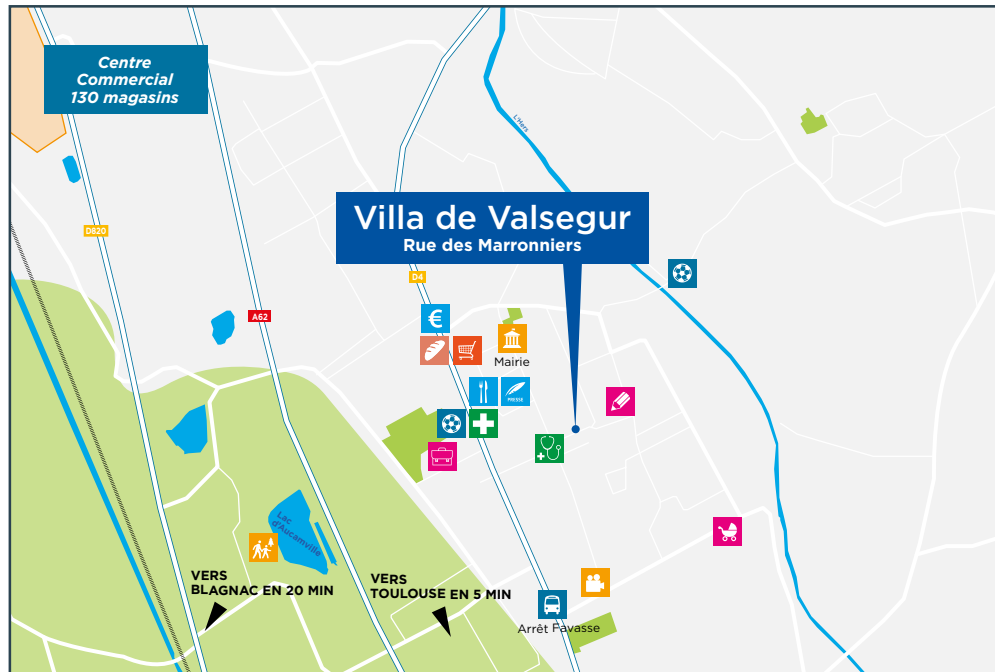 Centre
Commercial
130 magasins
L'Hers
Villa de Valsegur
Rue des Marronniers
D820
D4
A62
€
Mairie
PRESSE
Lac
d'Aucamville
VERS
BLAGNAC EN 20 MIN
VERS
TOULOUSE EN 5 MIN
Arrêt Favasse